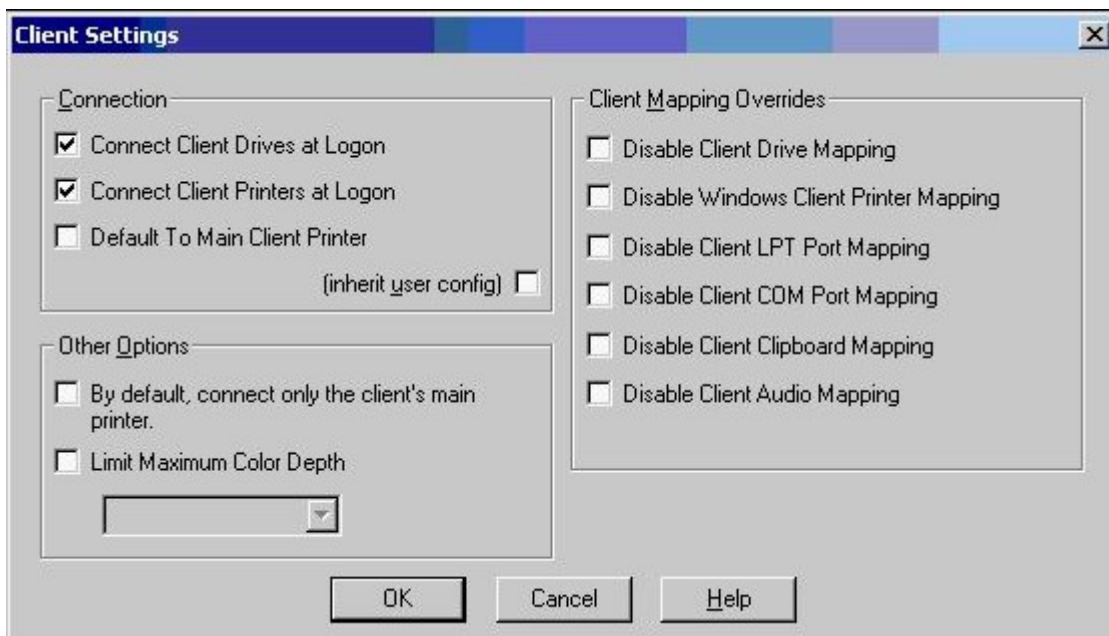 Client Settings
Connection
Connect Client Drives at Logon
Connect Client Printers at Logon
Default To Main Client Printer
(inherit user config)
Other Options
By default, connect only the client's main
printer.
Limit Maximum Color Depth
Client Mapping Overrides
Disable Client Drive Mapping
Disable Windows Client Printer Mapping
Disable Client LPT Port Mapping
Disable Client COM Port Mapping
Disable Client Clipboard Mapping
Disable Client Audio Mapping
OK
Cancel
Help